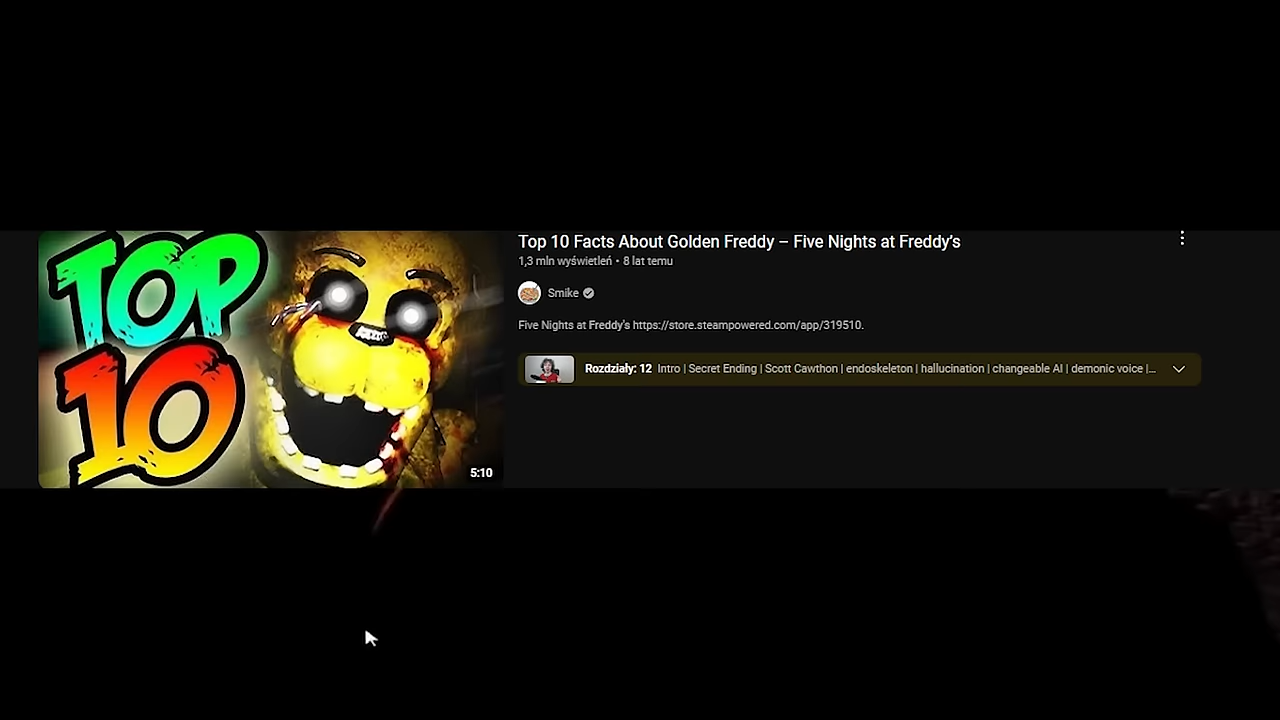 TOP
10
5:10
Top 10 Facts About Golden Freddy – Five Nights at Freddy's
1,3 mln wyświetleń • 8 lat temu
Smike
Five Nights at Freddy's https://store.steampowered.com/app/319510.
Rozdziały: 12 Intro | Secret Ending | Scott Cawthon | endoskeleton | hallucination | changeable AI | demonic voice |...